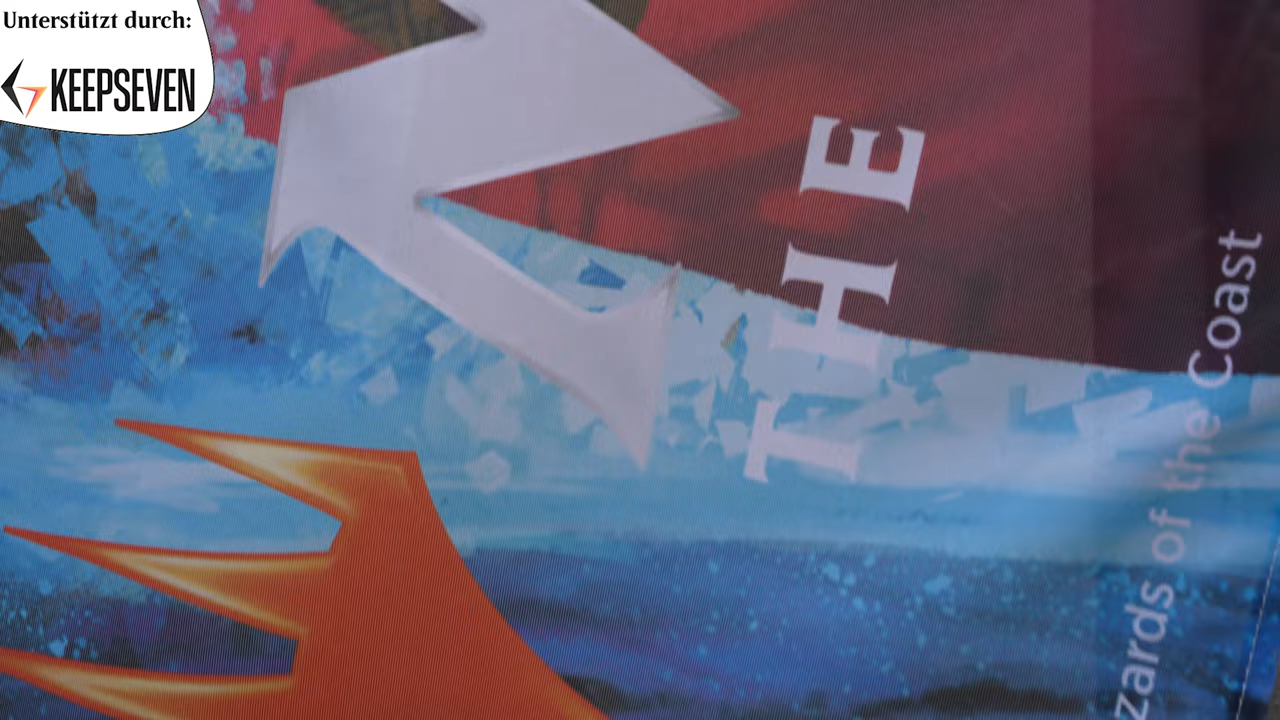 Unterstützt durch:
KEEPSEVEN
THE
zards of the Coast